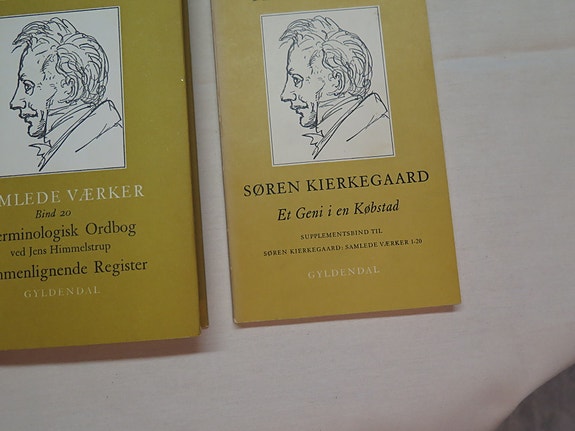 MLEDE VÆRKER
Bind 20
erminologisk Ordbog
ved Jens Himmelstrup
mmenlignende Register
GYLDENDAL
SØREN KIERKEGAARD
Et Geni i en Købstad
SUPPLEMENTSBIND TIL
SØREN KIERKEGAARD: SAMLEDE VÆRKER 1-20
GYLDENDAL